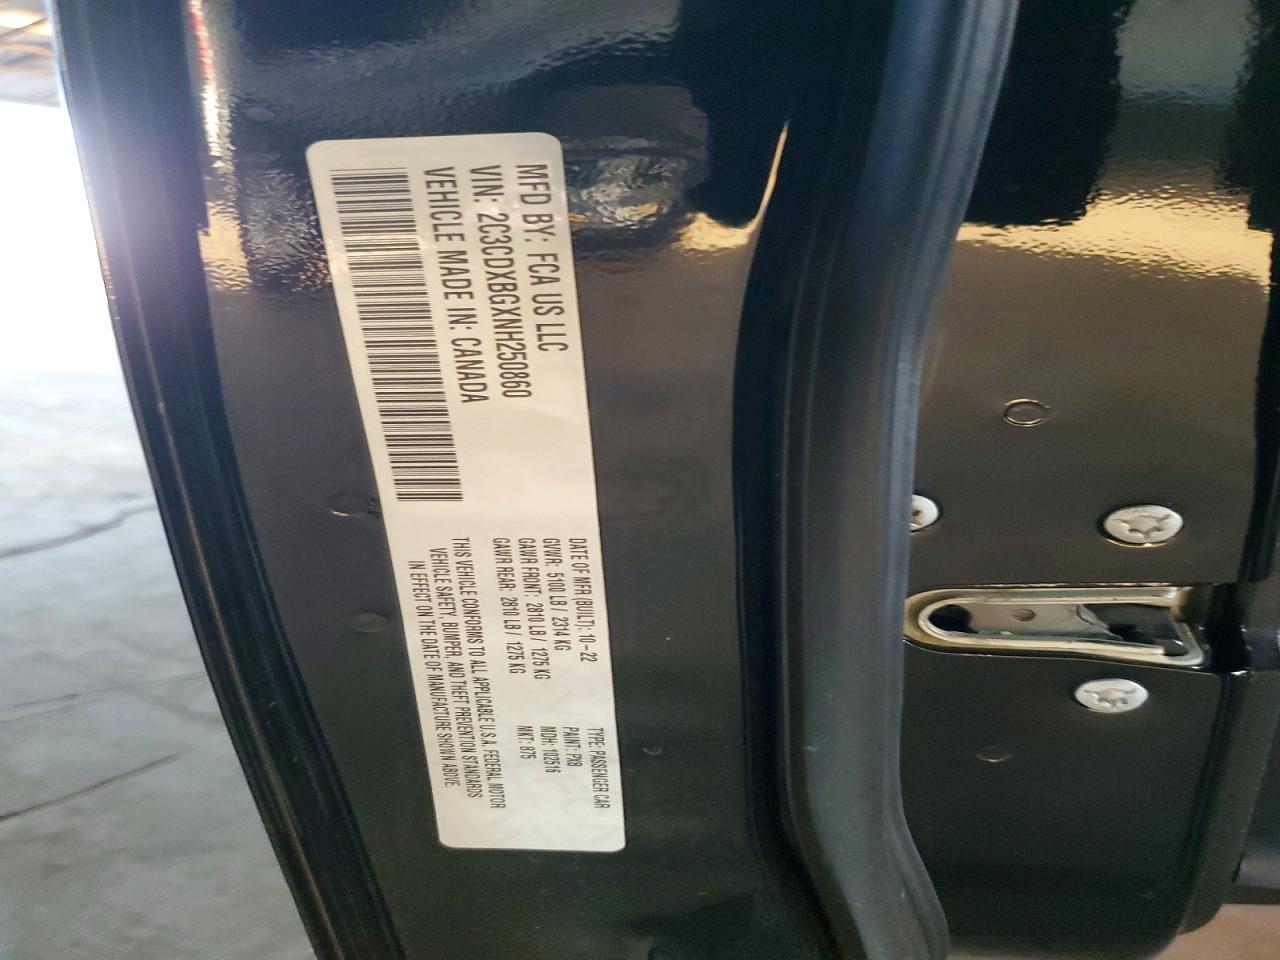 MFD BY: FCA US LLC
VIN: 2C3CDXBGXNH250860
VEHICLE MADE IN: CANADA
DATE OF MFR (BUILT): 10-22
GVWR: 5100 LB / 2314 KG
GAWR FRONT: 2810 LB / 1275 KG
GAWR REAR: 2810 LB / 1275 KG
TYPE: PASSENGER CAR
PAINT: PX8
MDH: 102516
MKT: 875
THIS VEHICLE CONFORMS TO ALL APPLICABLE U.S.A. FEDERAL MOTOR
VEHICLE SAFETY, BUMPER, AND THEFT PREVENTION STANDARDS
IN EFFECT ON THE DATE OF MANUFACTURE SHOWN ABOVE.